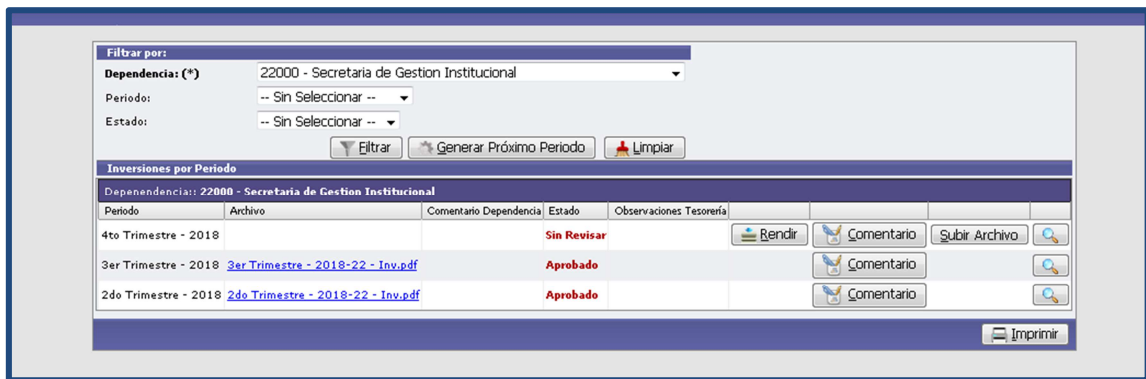 Filtrar por:
Dependencia: (*) 22000 - Secretaria de Gestion Institucional
Periodo: -- Sin Seleccionar --
Estado: -- Sin Seleccionar --
Filtrar Generar Próximo Periodo Limpiar
Inversiones por Periodo
Depenendencia:: 22000 - Secretaria de Gestion Institucional
Periodo Archivo Comentario Dependencia Estado Observaciones Tesorería
4to Trimestre - 2018 Sin Revisar Rendir Comentario Subir Archivo
3er Trimestre - 2018 3er Trimestre - 2018-22 - Inv.pdf Aprobado Comentario
2do Trimestre - 2018 2do Trimestre - 2018-22 - Inv.pdf Aprobado Comentario
Imprimir